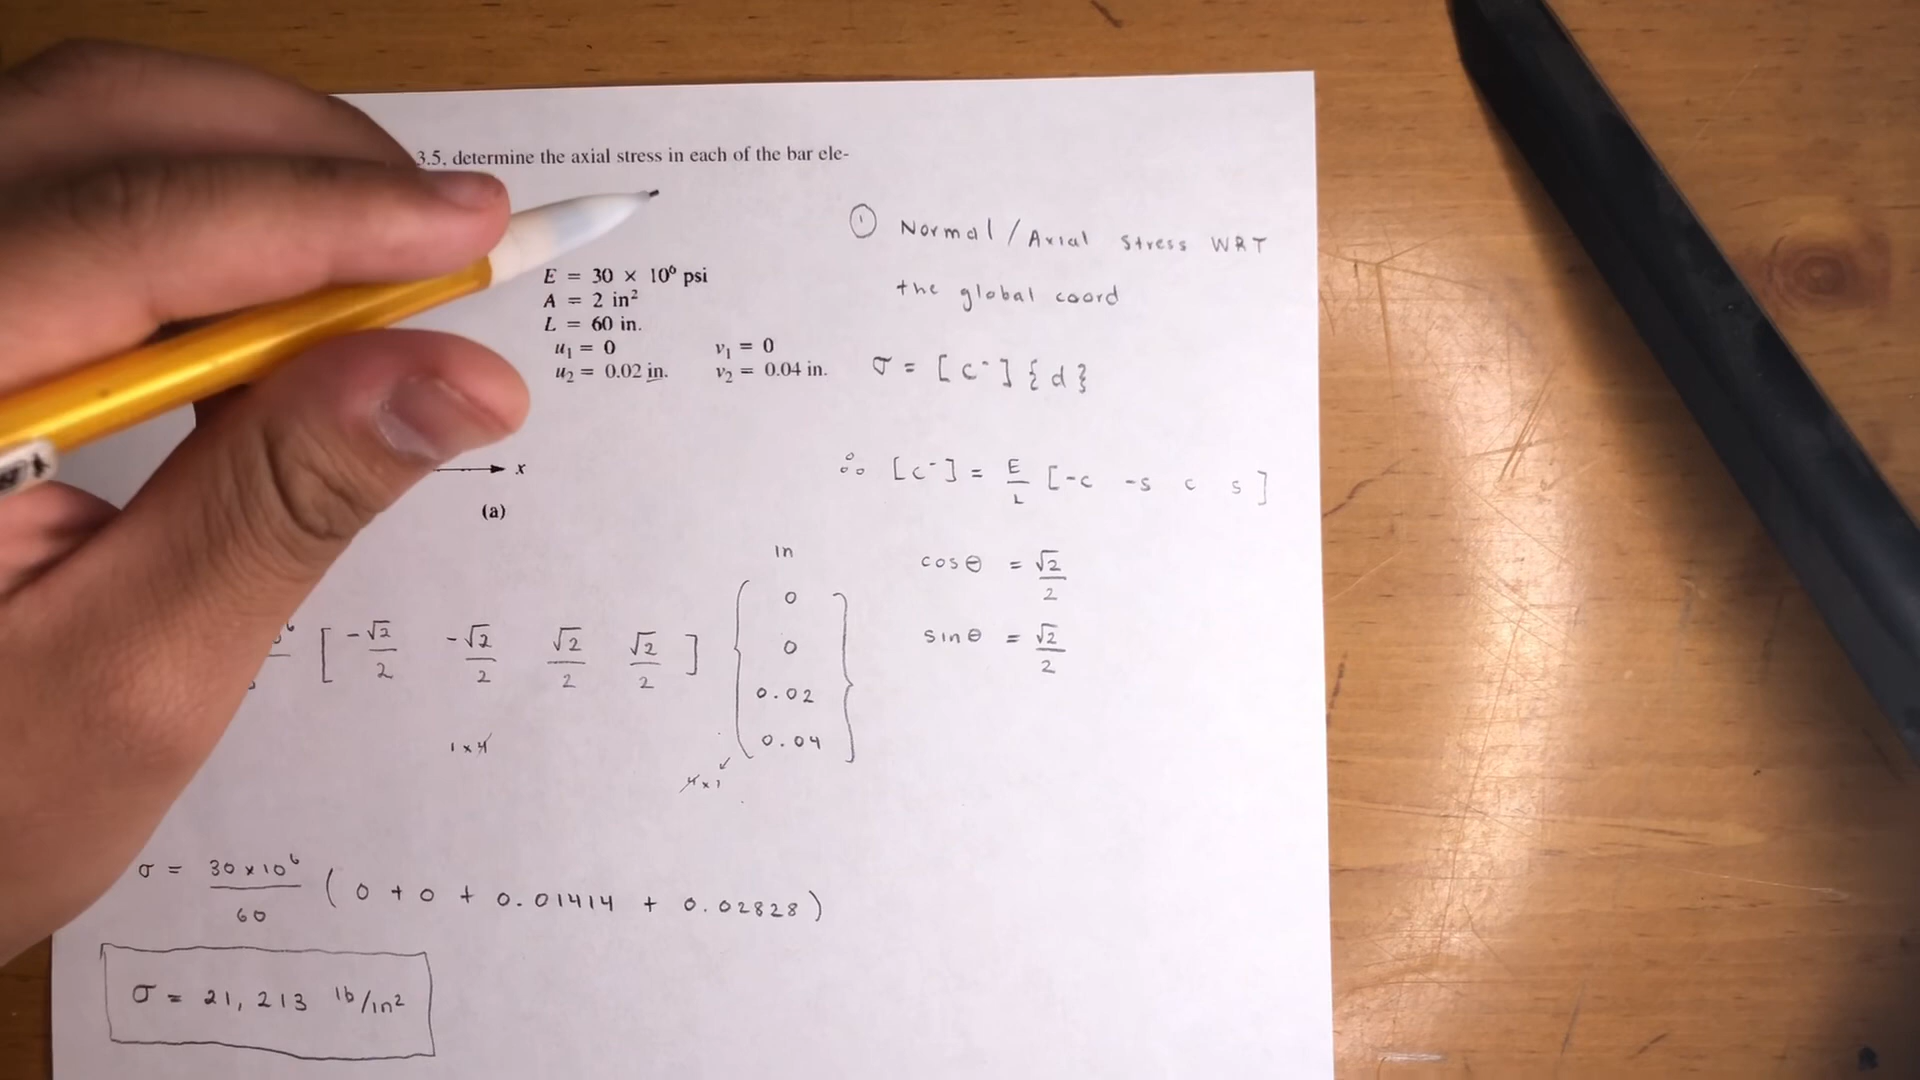 3.5, determine the axial stress in each of the bar ele-
① Normal / Axial stress WRT
the global coord
E = 30 × 10⁶ psi
A = 2 in²
L = 60 in.
u₁ = 0 v₁ = 0
u₂ = 0.02 in. v₂ = 0.04 in.
σ = [c⁻] {d}
x
(a)
∴ [c⁻] = E/L [-c -s c s]
cosθ = √2/2
sinθ = √2/2
in
[-√2/2 -√2/2 √2/2 √2/2] {0
0
0.02
0.04}
1 x 4
4 x 1
σ = 30×10⁶/60 (0 + 0 + 0.01414 + 0.02828)
σ = 21,213 lb/in²